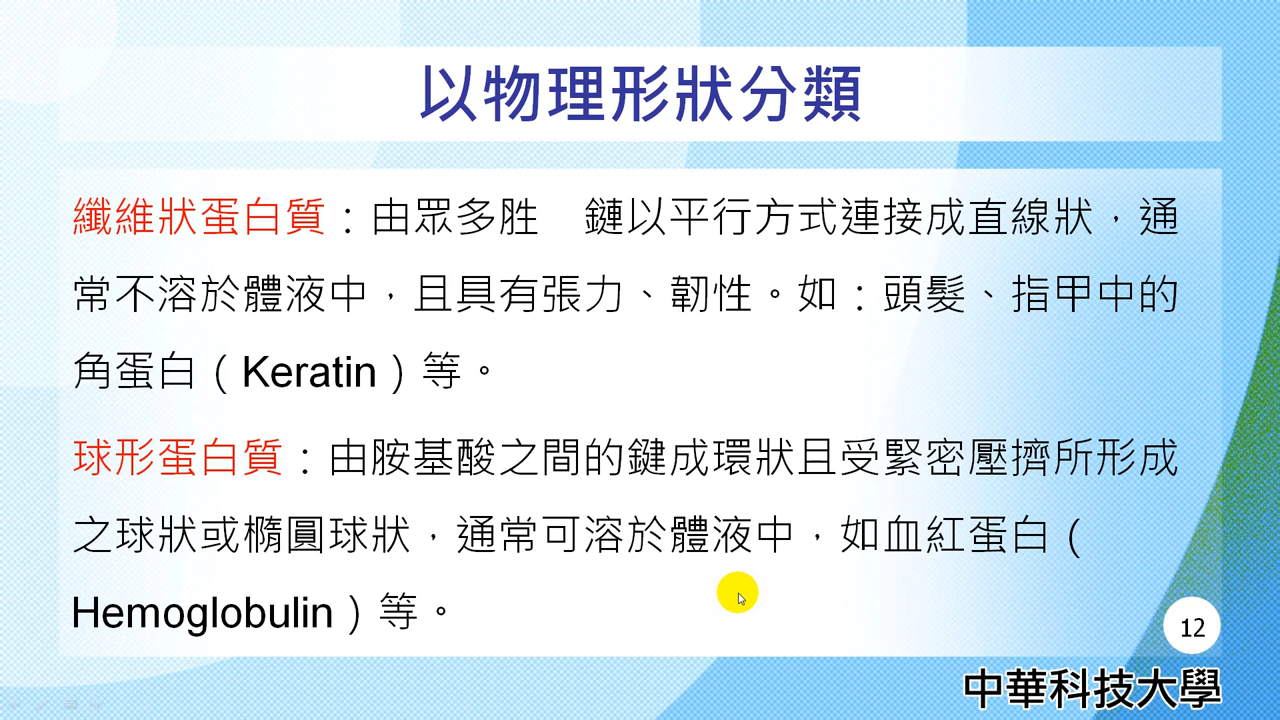 以物理形狀分類
纖維狀蛋白質：由眾多胜　鏈以平行方式連接成直線狀，通
常不溶於體液中，且具有張力、韌性。如：頭髮、指甲中的
角蛋白（Keratin）等。
球形蛋白質：由胺基酸之間的鍵成環狀且受緊密壓擠所形成
之球狀或橢圓球狀，通常可溶於體液中，如血紅蛋白（
Hemoglobulin）等。
12
中華科技大學